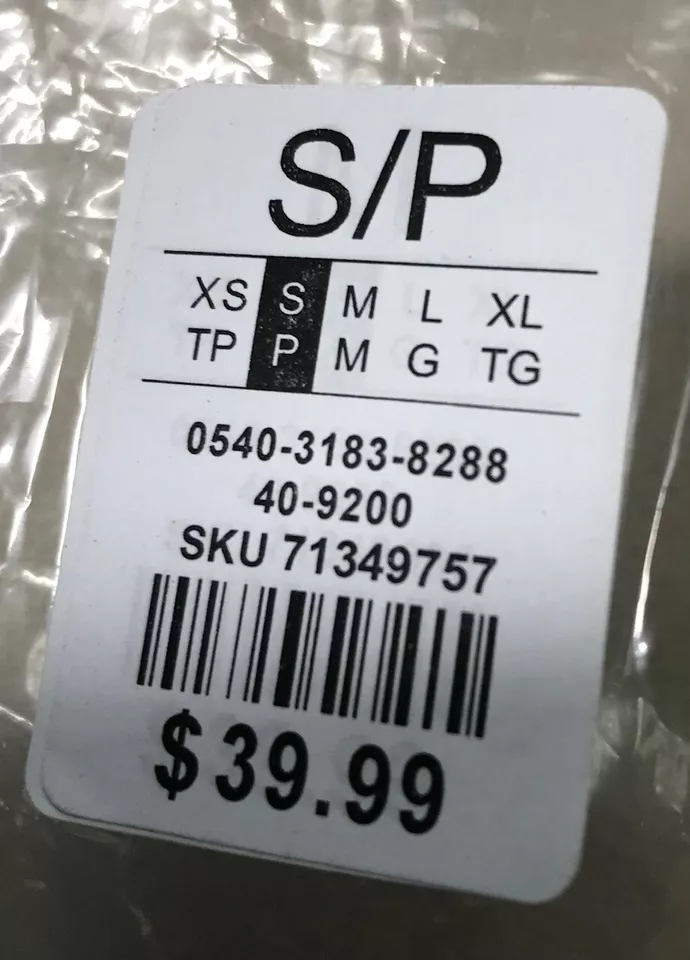 S/P
XS S M L XL
TP P M G TG
0540-3183-8288
40-9200
SKU 71349757
$39.99